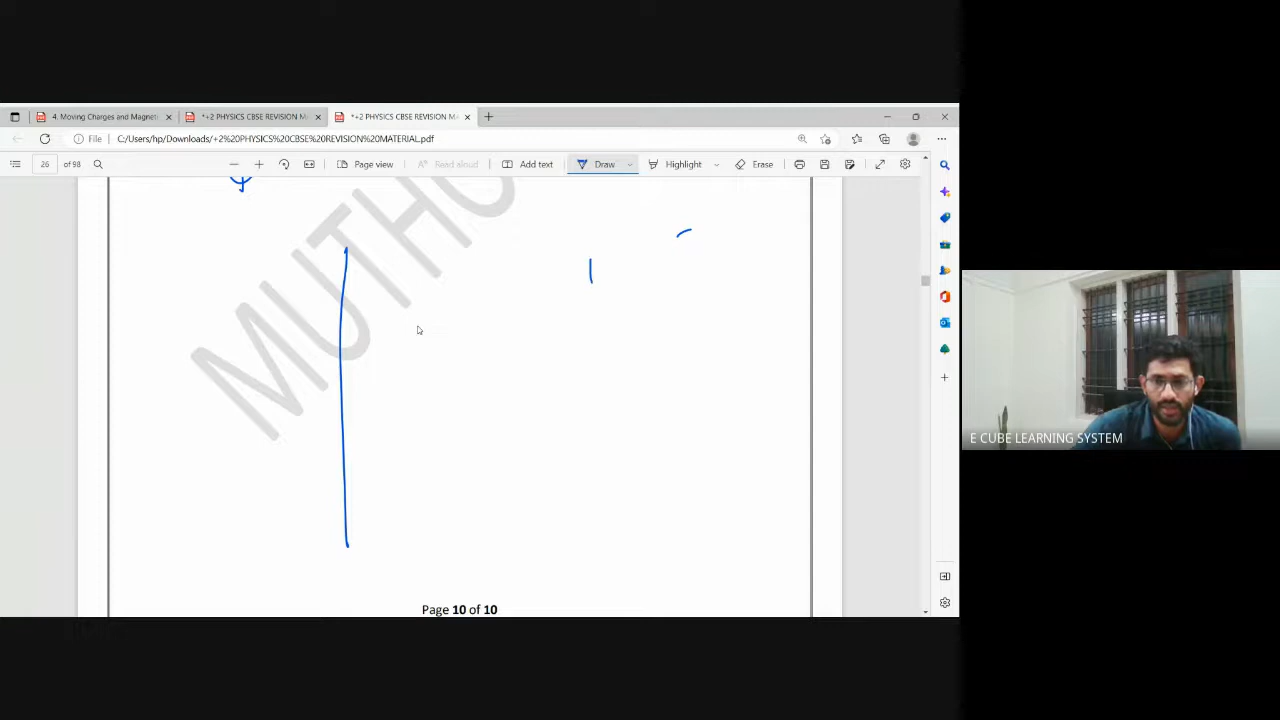 4. Moving Charges and Magnet
*+2 PHYSICS CBSE REVISION M
*+2 PHYSICS CBSE REVISION MA
File
C:/Users/hp/Downloads/+2%20PHYSICS%20CBSE%20REVISION%20MATERIAL.pdf
26 of 98
Page view
Read aloud
Add text
Draw
Highlight
Erase
MUTHO
Page 10 of 10
E CUBE LEARNING SYSTEM